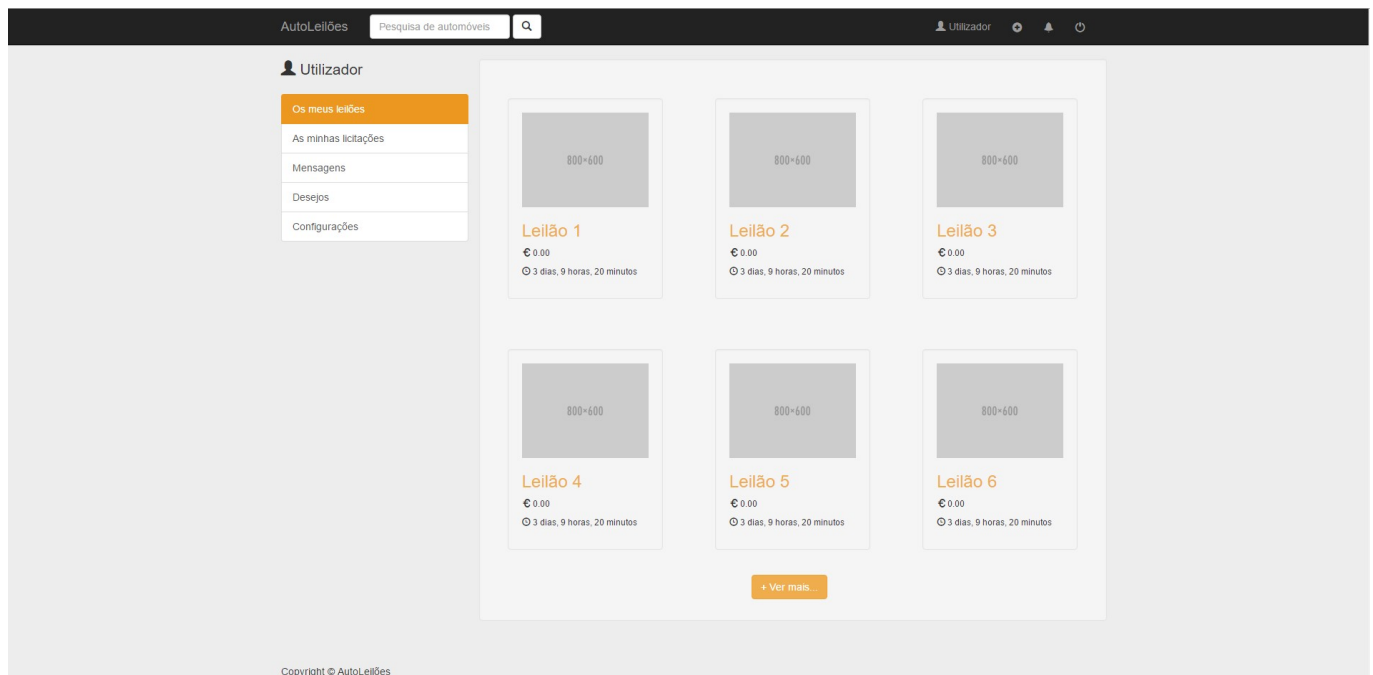 AutoLeilões Pesquisa de automóveis Utilizador
Utilizador
Os meus leilões
As minhas licitações
Mensagens
Desejos
Configurações
800×600 800×600 800×600
Leilão 1 Leilão 2 Leilão 3
€ 0.00 € 0.00 € 0.00
3 dias, 9 horas, 20 minutos 3 dias, 9 horas, 20 minutos 3 dias, 9 horas, 20 minutos
800×600 800×600 800×600
Leilão 4 Leilão 5 Leilão 6
€ 0.00 € 0.00 € 0.00
3 dias, 9 horas, 20 minutos 3 dias, 9 horas, 20 minutos 3 dias, 9 horas, 20 minutos
+ Ver mais...
Copyright © AutoLeilões